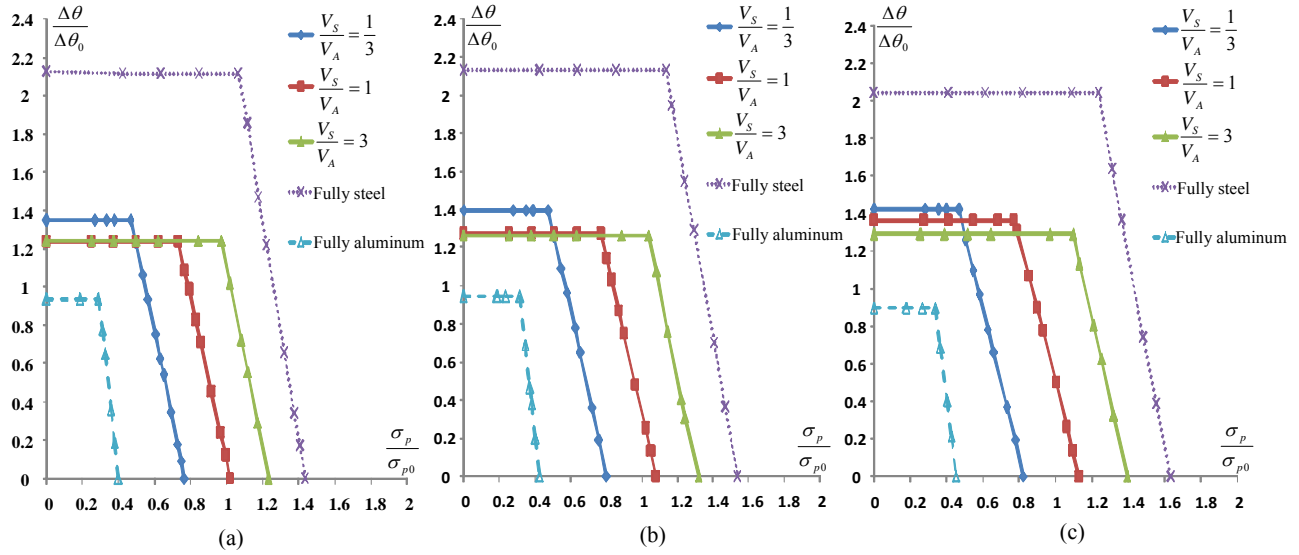 Δθ/Δθ₀
2.4
2.2
2
1.8
1.6
1.4
1.2
1
0.8
0.6
0.4
0.2
0
V_S/V_A = 1/3
V_S/V_A = 1
V_S/V_A = 3
Fully steel
Fully aluminum
σ_p/σ_p0
0 0.2 0.4 0.6 0.8 1 1.2 1.4 1.6 1.8 2
(a)
Δθ/Δθ₀
2.4
2.2
2
1.8
1.6
1.4
1.2
1
0.8
0.6
0.4
0.2
0
V_S/V_A = 1/3
V_S/V_A = 1
V_S/V_A = 3
Fully steel
Fully aluminum
σ_p/σ_p0
0 0.2 0.4 0.6 0.8 1 1.2 1.4 1.6 1.8 2
(b)
Δθ/Δθ₀
2.4
2.2
2
1.8
1.6
1.4
1.2
1
0.8
0.6
0.4
0.2
0
V_S/V_A = 1/3
V_S/V_A = 1
V_S/V_A = 3
Fully steel
Fully aluminum
σ_p/σ_p0
0 0.2 0.4 0.6 0.8 1 1.2 1.4 1.6 1.8 2
(c)